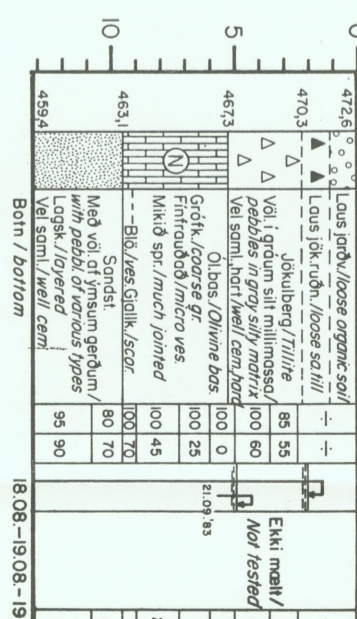 0
5
10
472,6
470,3
467,3
463,1
459,4
Laus jarðv./loose organic soil
Laus jök.ruðn./loose sa.till
Jökulberg/Tillite
Völ í gráum silt millimassa/
pebbles in gray silty matrix
Vel saml.,hart/well cem.,hard
Ól.bas./Olivine bas.
Grófk./coarse gr.
Fínfrauðað/micro ves.
Mikið spr./much jointed
Blö./ves.Gjallk./scor.
Sandst.
Með völ. af ýmsum gerðum/
with pebbl. of various types
Lagsk./layered
Vel saml./well cem.
Botn / bottom
N
÷ ÷
85 55
100 60
100 0
100 25
100 45
100 70
80 70
95 90
21.09.'83
Ekki mælt/
Not tested
18.08.-19.08.-19